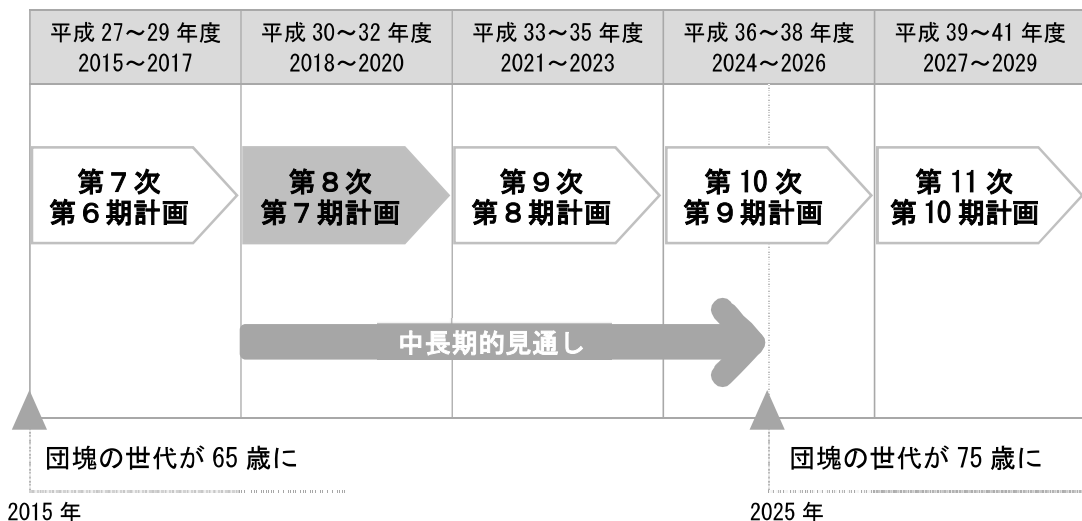 平成 27～29 年度
2015～2017
平成 30～32 年度
2018～2020
平成 33～35 年度
2021～2023
平成 36～38 年度
2024～2026
平成 39～41 年度
2027～2029
第７次
第６期計画
第８次
第７期計画
第９次
第８期計画
第 10 次
第９期計画
第 11 次
第 10 期計画
中長期的見通し
団塊の世代が 65 歳に
団塊の世代が 75 歳に
2015 年
2025 年